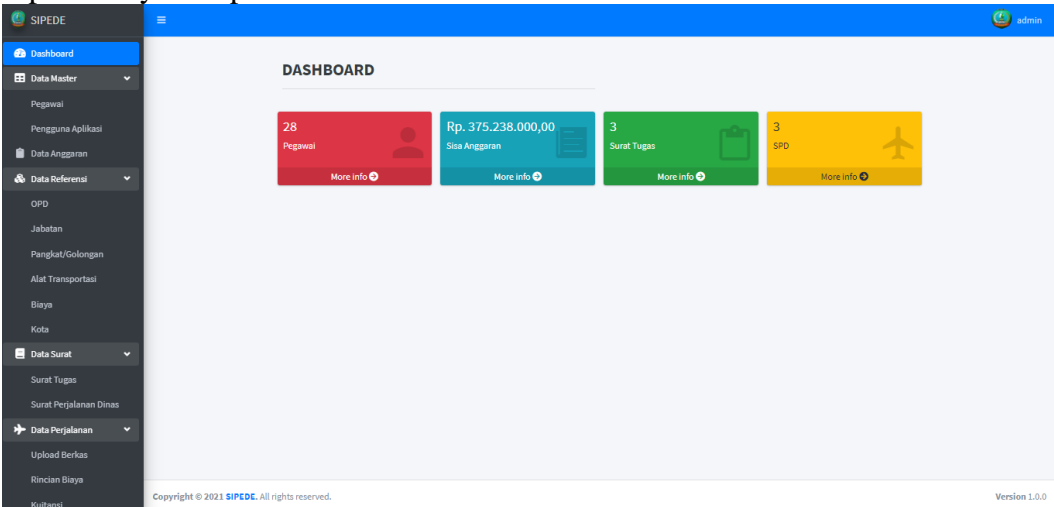 SIPEDE
admin
Dashboard
Data Master
Pegawai
Pengguna Aplikasi
Data Anggaran
Data Referensi
OPD
Jabatan
Pangkat/Golongan
Alat Transportasi
Biaya
Kota
Data Surat
Surat Tugas
Surat Perjalanan Dinas
Data Perjalanan
Upload Berkas
Rincian Biaya
Kuitansi
DASHBOARD
28
Pegawai
More info
Rp. 375.238.000,00
Sisa Anggaran
More info
3
Surat Tugas
More info
3
SPD
More info
Copyright © 2021 SIPEDE. All rights reserved.
Version 1.0.0